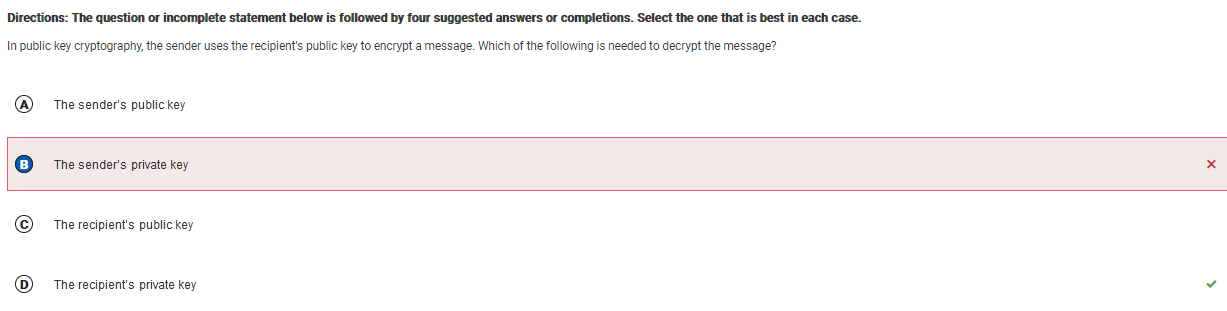 Directions: The question or incomplete statement below is followed by four suggested answers or completions. Select the one that is best in each case.
In public key cryptography, the sender uses the recipient's public key to encrypt a message. Which of the following is needed to decrypt the message?
A The sender's public key
B The sender's private key
C The recipient's public key
D The recipient's private key